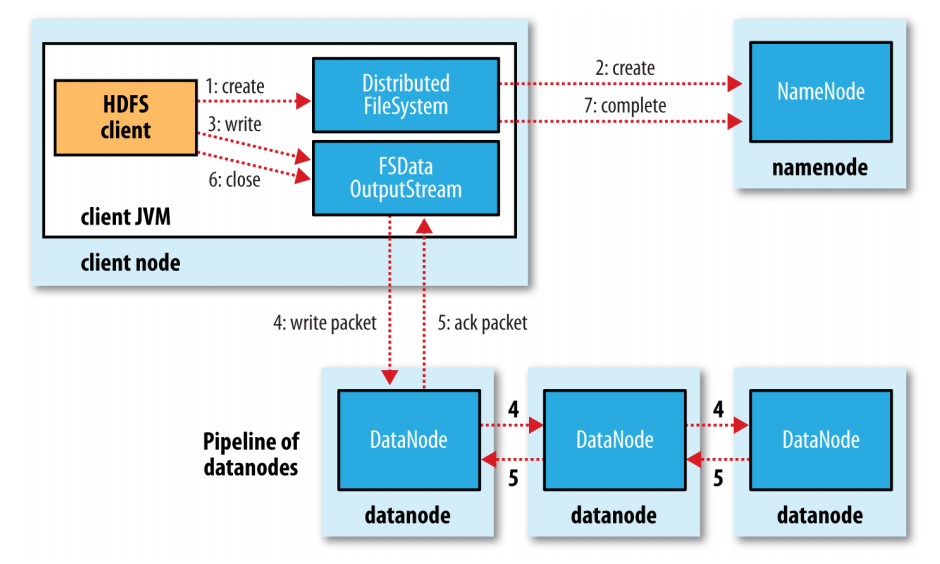 HDFS
client
1: create
3: write
6: close
Distributed
FileSystem
FSData
OutputStream
client JVM
client node
2: create
7: complete
NameNode
namenode
4: write packet
5: ack packet
Pipeline of
datanodes
DataNode
datanode
4
5
DataNode
datanode
4
5
DataNode
datanode